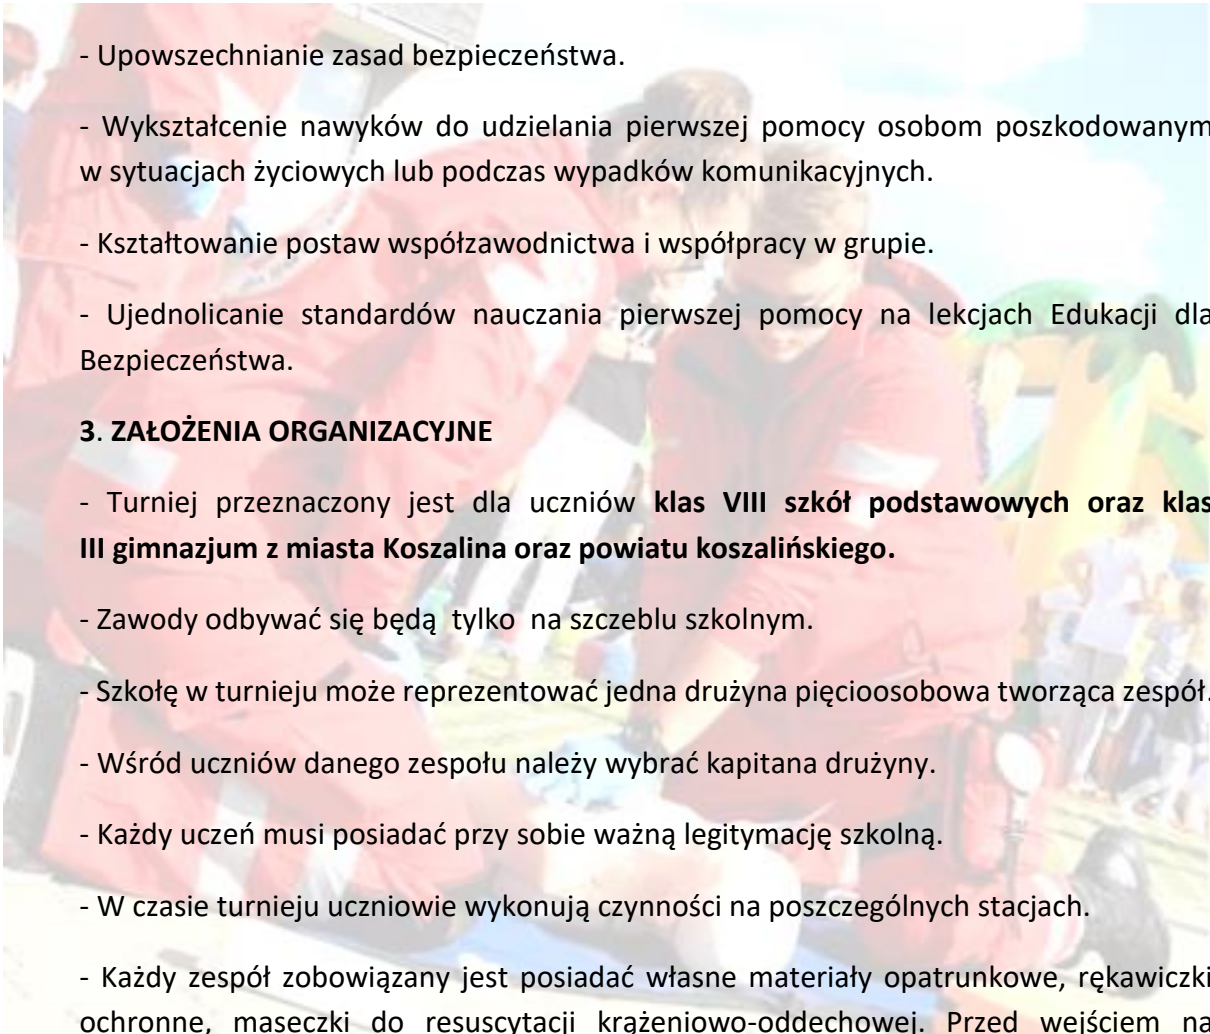 - Upowszechnianie zasad bezpieczeństwa.
- Wykształcenie nawyków do udzielania pierwszej pomocy osobom poszkodowanym
w sytuacjach życiowych lub podczas wypadków komunikacyjnych.
- Kształtowanie postaw współzawodnictwa i współpracy w grupie.
- Ujednolicanie standardów nauczania pierwszej pomocy na lekcjach Edukacji dla
Bezpieczeństwa.
3. ZAŁOŻENIA ORGANIZACYJNE
- Turniej przeznaczony jest dla uczniów klas VIII szkół podstawowych oraz klas
III gimnazjum z miasta Koszalina oraz powiatu koszalińskiego.
- Zawody odbywać się będą tylko na szczeblu szkolnym.
- Szkołę w turnieju może reprezentować jedna drużyna pięcioosobowa tworząca zespół.
- Wśród uczniów danego zespołu należy wybrać kapitana drużyny.
- Każdy uczeń musi posiadać przy sobie ważną legitymację szkolną.
- W czasie turnieju uczniowie wykonują czynności na poszczególnych stacjach.
- Każdy zespół zobowiązany jest posiadać własne materiały opatrunkowe, rękawiczki
ochronne, maseczki do resuscytacji krążeniowo-oddechowej. Przed wejściem na